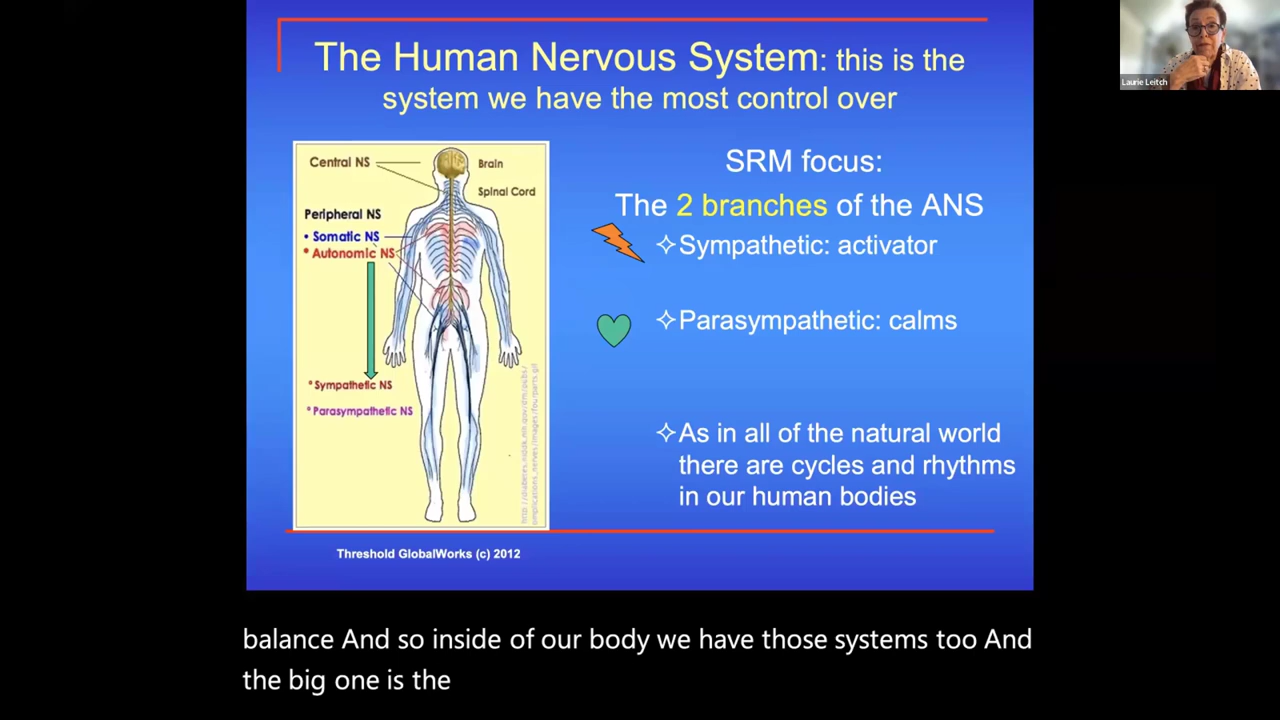 The Human Nervous System: this is the
system we have the most control over
Laurie Leitch
Central NS
Brain
Spinal Cord
Peripheral NS
• Somatic NS
• Autonomic NS
* Sympathetic NS
* Parasympathetic NS
SRM focus:
The 2 branches of the ANS
✧Sympathetic: activator
✧Parasympathetic: calms
✧As in all of the natural world
there are cycles and rhythms
in our human bodies
Threshold GlobalWorks (c) 2012
balance And so inside of our body we have those systems too And
the big one is the